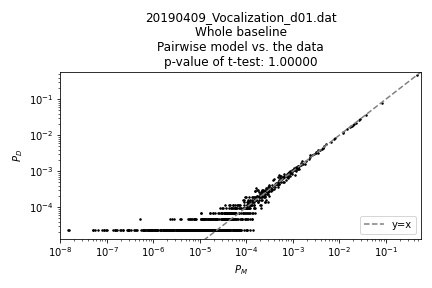 20190409_Vocalization_d01.dat
Whole baseline
Pairwise model vs. the data
p-value of t-test: 1.00000
P_D
10⁻¹
10⁻²
10⁻³
10⁻⁴
y=x
10⁻⁸ 10⁻⁷ 10⁻⁶ 10⁻⁵ 10⁻⁴ 10⁻³ 10⁻² 10⁻¹
P_M